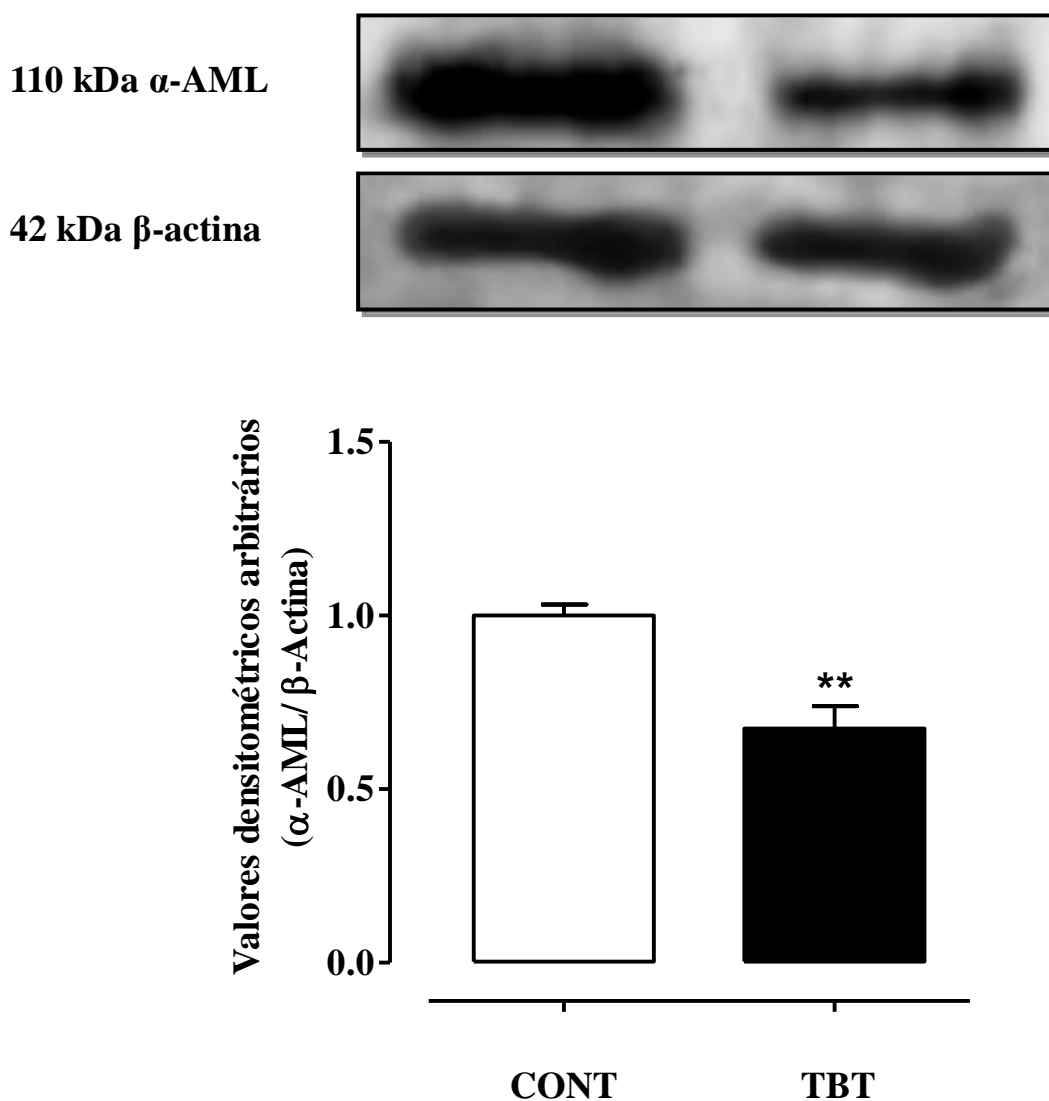 110 kDa α-AML
42 kDa β-actina
Valores densitométricos arbitrários
(α-AML/ β-Actina)
1.5
1.0
0.5
0.0
**
CONT TBT